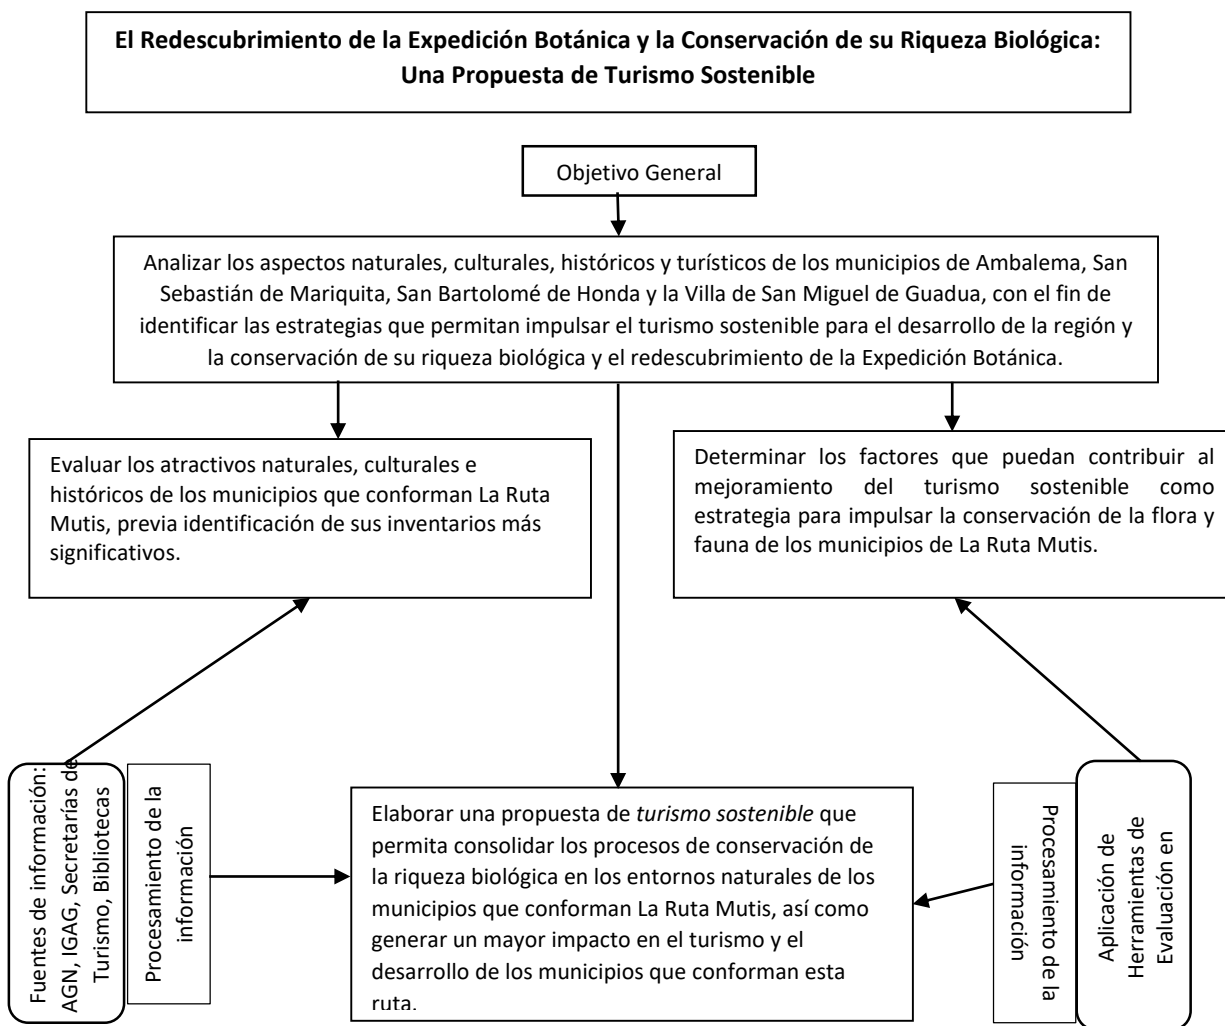 El Redescubrimiento de la Expedición Botánica y la Conservación de su Riqueza Biológica:
Una Propuesta de Turismo Sostenible
Objetivo General
Analizar los aspectos naturales, culturales, históricos y turísticos de los municipios de Ambalema, San
Sebastián de Mariquita, San Bartolomé de Honda y la Villa de San Miguel de Guadua, con el fin de
identificar las estrategias que permitan impulsar el turismo sostenible para el desarrollo de la región y
la conservación de su riqueza biológica y el redescubrimiento de la Expedición Botánica.
Evaluar los atractivos naturales, culturales e
históricos de los municipios que conforman La Ruta
Mutis, previa identificación de sus inventarios más
significativos.
Determinar los factores que puedan contribuir al
mejoramiento del turismo sostenible como
estrategia para impulsar la conservación de la flora y
fauna de los municipios de La Ruta Mutis.
Fuentes de información:
AGN, IGAG, Secretarías de
Turismo, Bibliotecas
Procesamiento de la
información
Elaborar una propuesta de turismo sostenible que
permita consolidar los procesos de conservación de
la riqueza biológica en los entornos naturales de los
municipios que conforman La Ruta Mutis, así como
generar un mayor impacto en el turismo y el
desarrollo de los municipios que conforman esta
ruta.
Procesamiento de la
información
Aplicación de
Herramientas de
Evaluación en